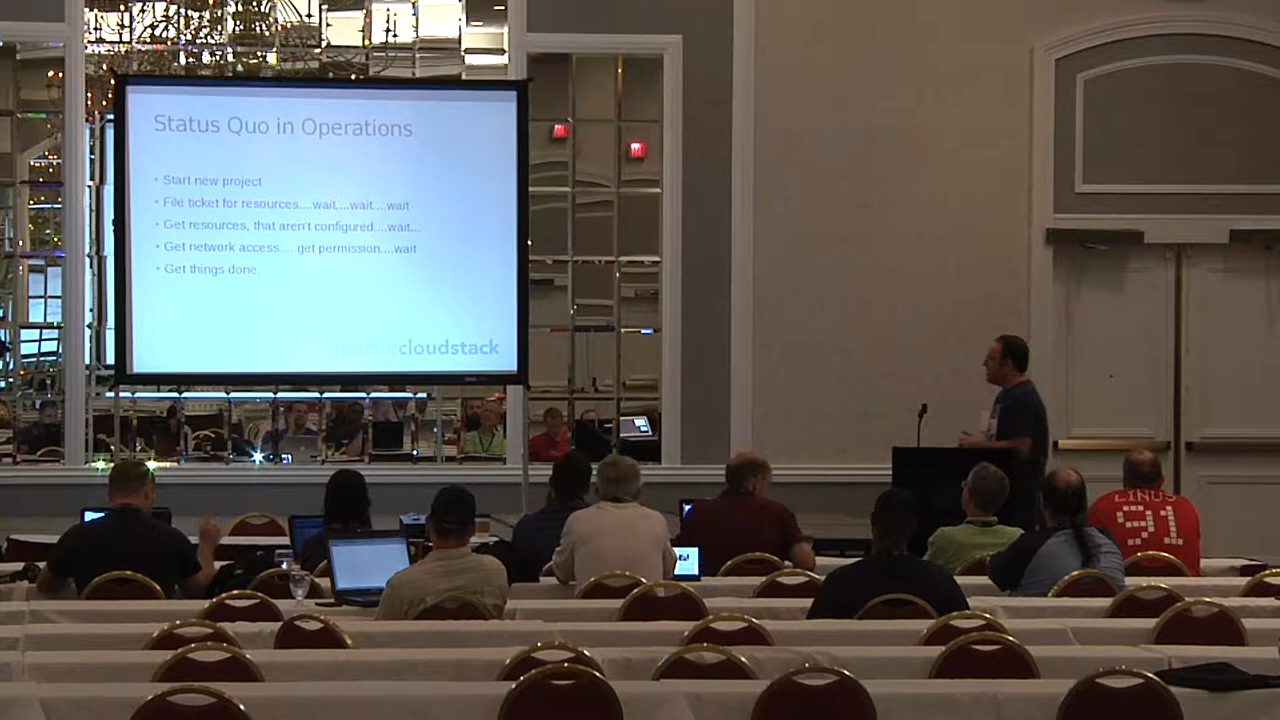 Status Quo in Operations
• Start new project
• File ticket for resources....wait....wait....wait
• Get resources, that aren't configured....wait...
• Get network access.....get permission....wait
• Get things done.
apachecloudstack
LINUS
91